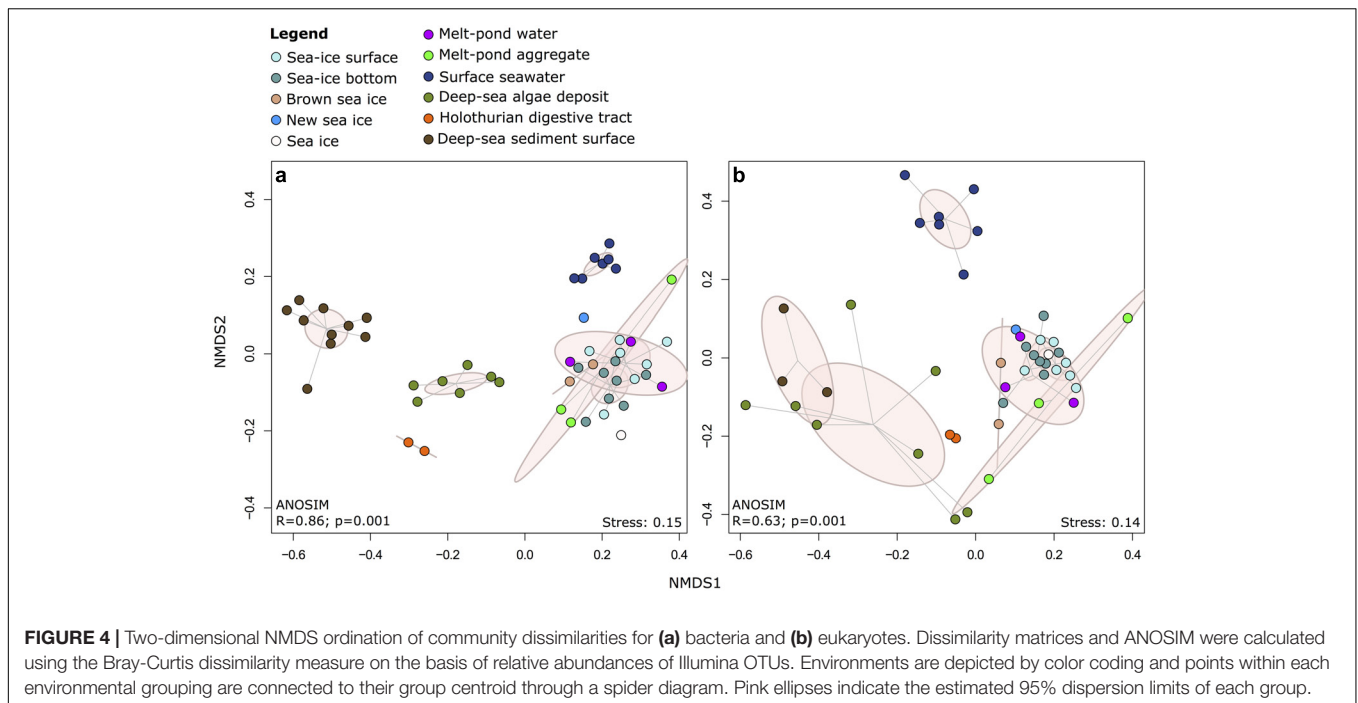 Legend
Sea-ice surface
Sea-ice bottom
Brown sea ice
New sea ice
Sea ice
Melt-pond water
Melt-pond aggregate
Surface seawater
Deep-sea algae deposit
Holothurian digestive tract
Deep-sea sediment surface
a
NMDS2
0.4
0.2
0.0
−0.2
−0.4
ANOSIM
R=0.86; p=0.001
Stress: 0.15
−0.6 −0.4 −0.2 0.0 0.2 0.4
b
0.4
0.2
0.0
−0.2
−0.4
ANOSIM
R=0.63; p=0.001
Stress: 0.14
−0.6 −0.4 −0.2 0.0 0.2 0.4
NMDS1
FIGURE 4 | Two-dimensional NMDS ordination of community dissimilarities for (a) bacteria and (b) eukaryotes. Dissimilarity matrices and ANOSIM were calculated
using the Bray-Curtis dissimilarity measure on the basis of relative abundances of Illumina OTUs. Environments are depicted by color coding and points within each
environmental grouping are connected to their group centroid through a spider diagram. Pink ellipses indicate the estimated 95% dispersion limits of each group.